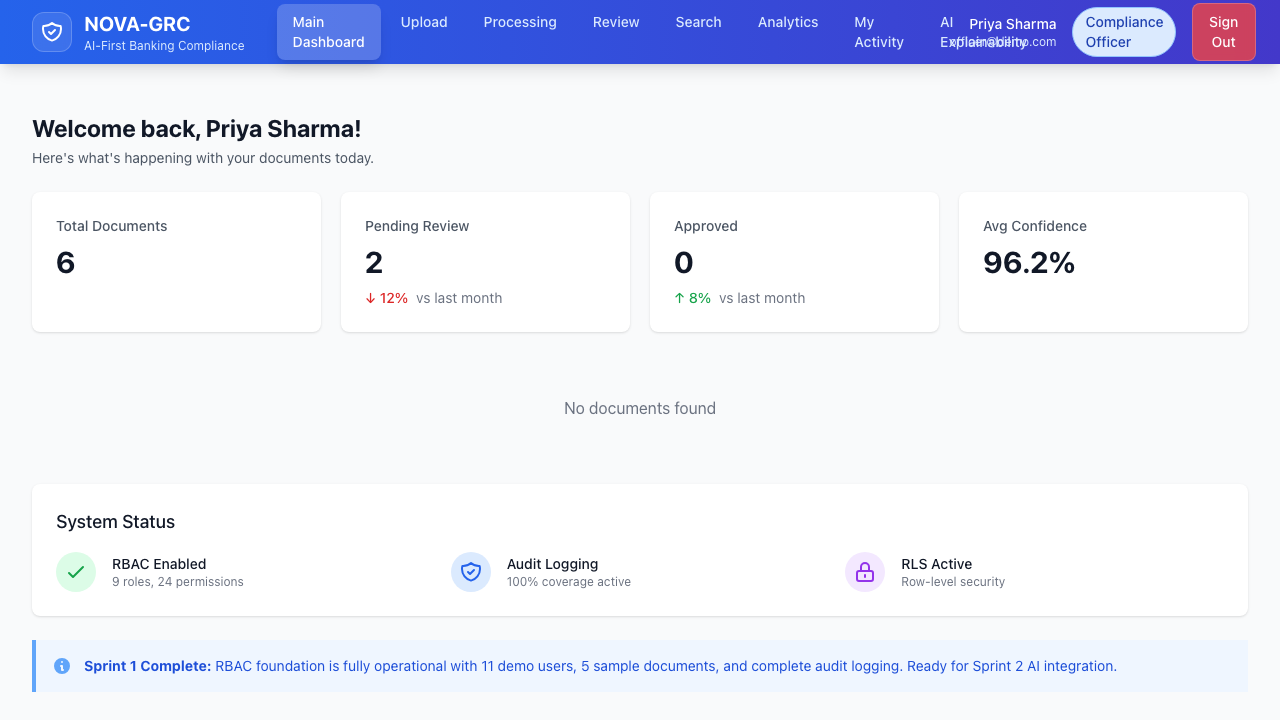 NOVA-GRC
AI-First Banking Compliance
Main
Dashboard
Upload
Processing
Review
Search
Analytics
My
Activity
AI
Explainability
Priya Sharma
Compliance
Officer
Sign
Out
Welcome back, Priya Sharma!
Here's what's happening with your documents today.
Total Documents
6
Pending Review
2
↓ 12% vs last month
Approved
0
↑ 8% vs last month
Avg Confidence
96.2%
No documents found
System Status
RBAC Enabled
9 roles, 24 permissions
Audit Logging
100% coverage active
RLS Active
Row-level security
Sprint 1 Complete: RBAC foundation is fully operational with 11 demo users, 5 sample documents, and complete audit logging. Ready for Sprint 2 AI integration.